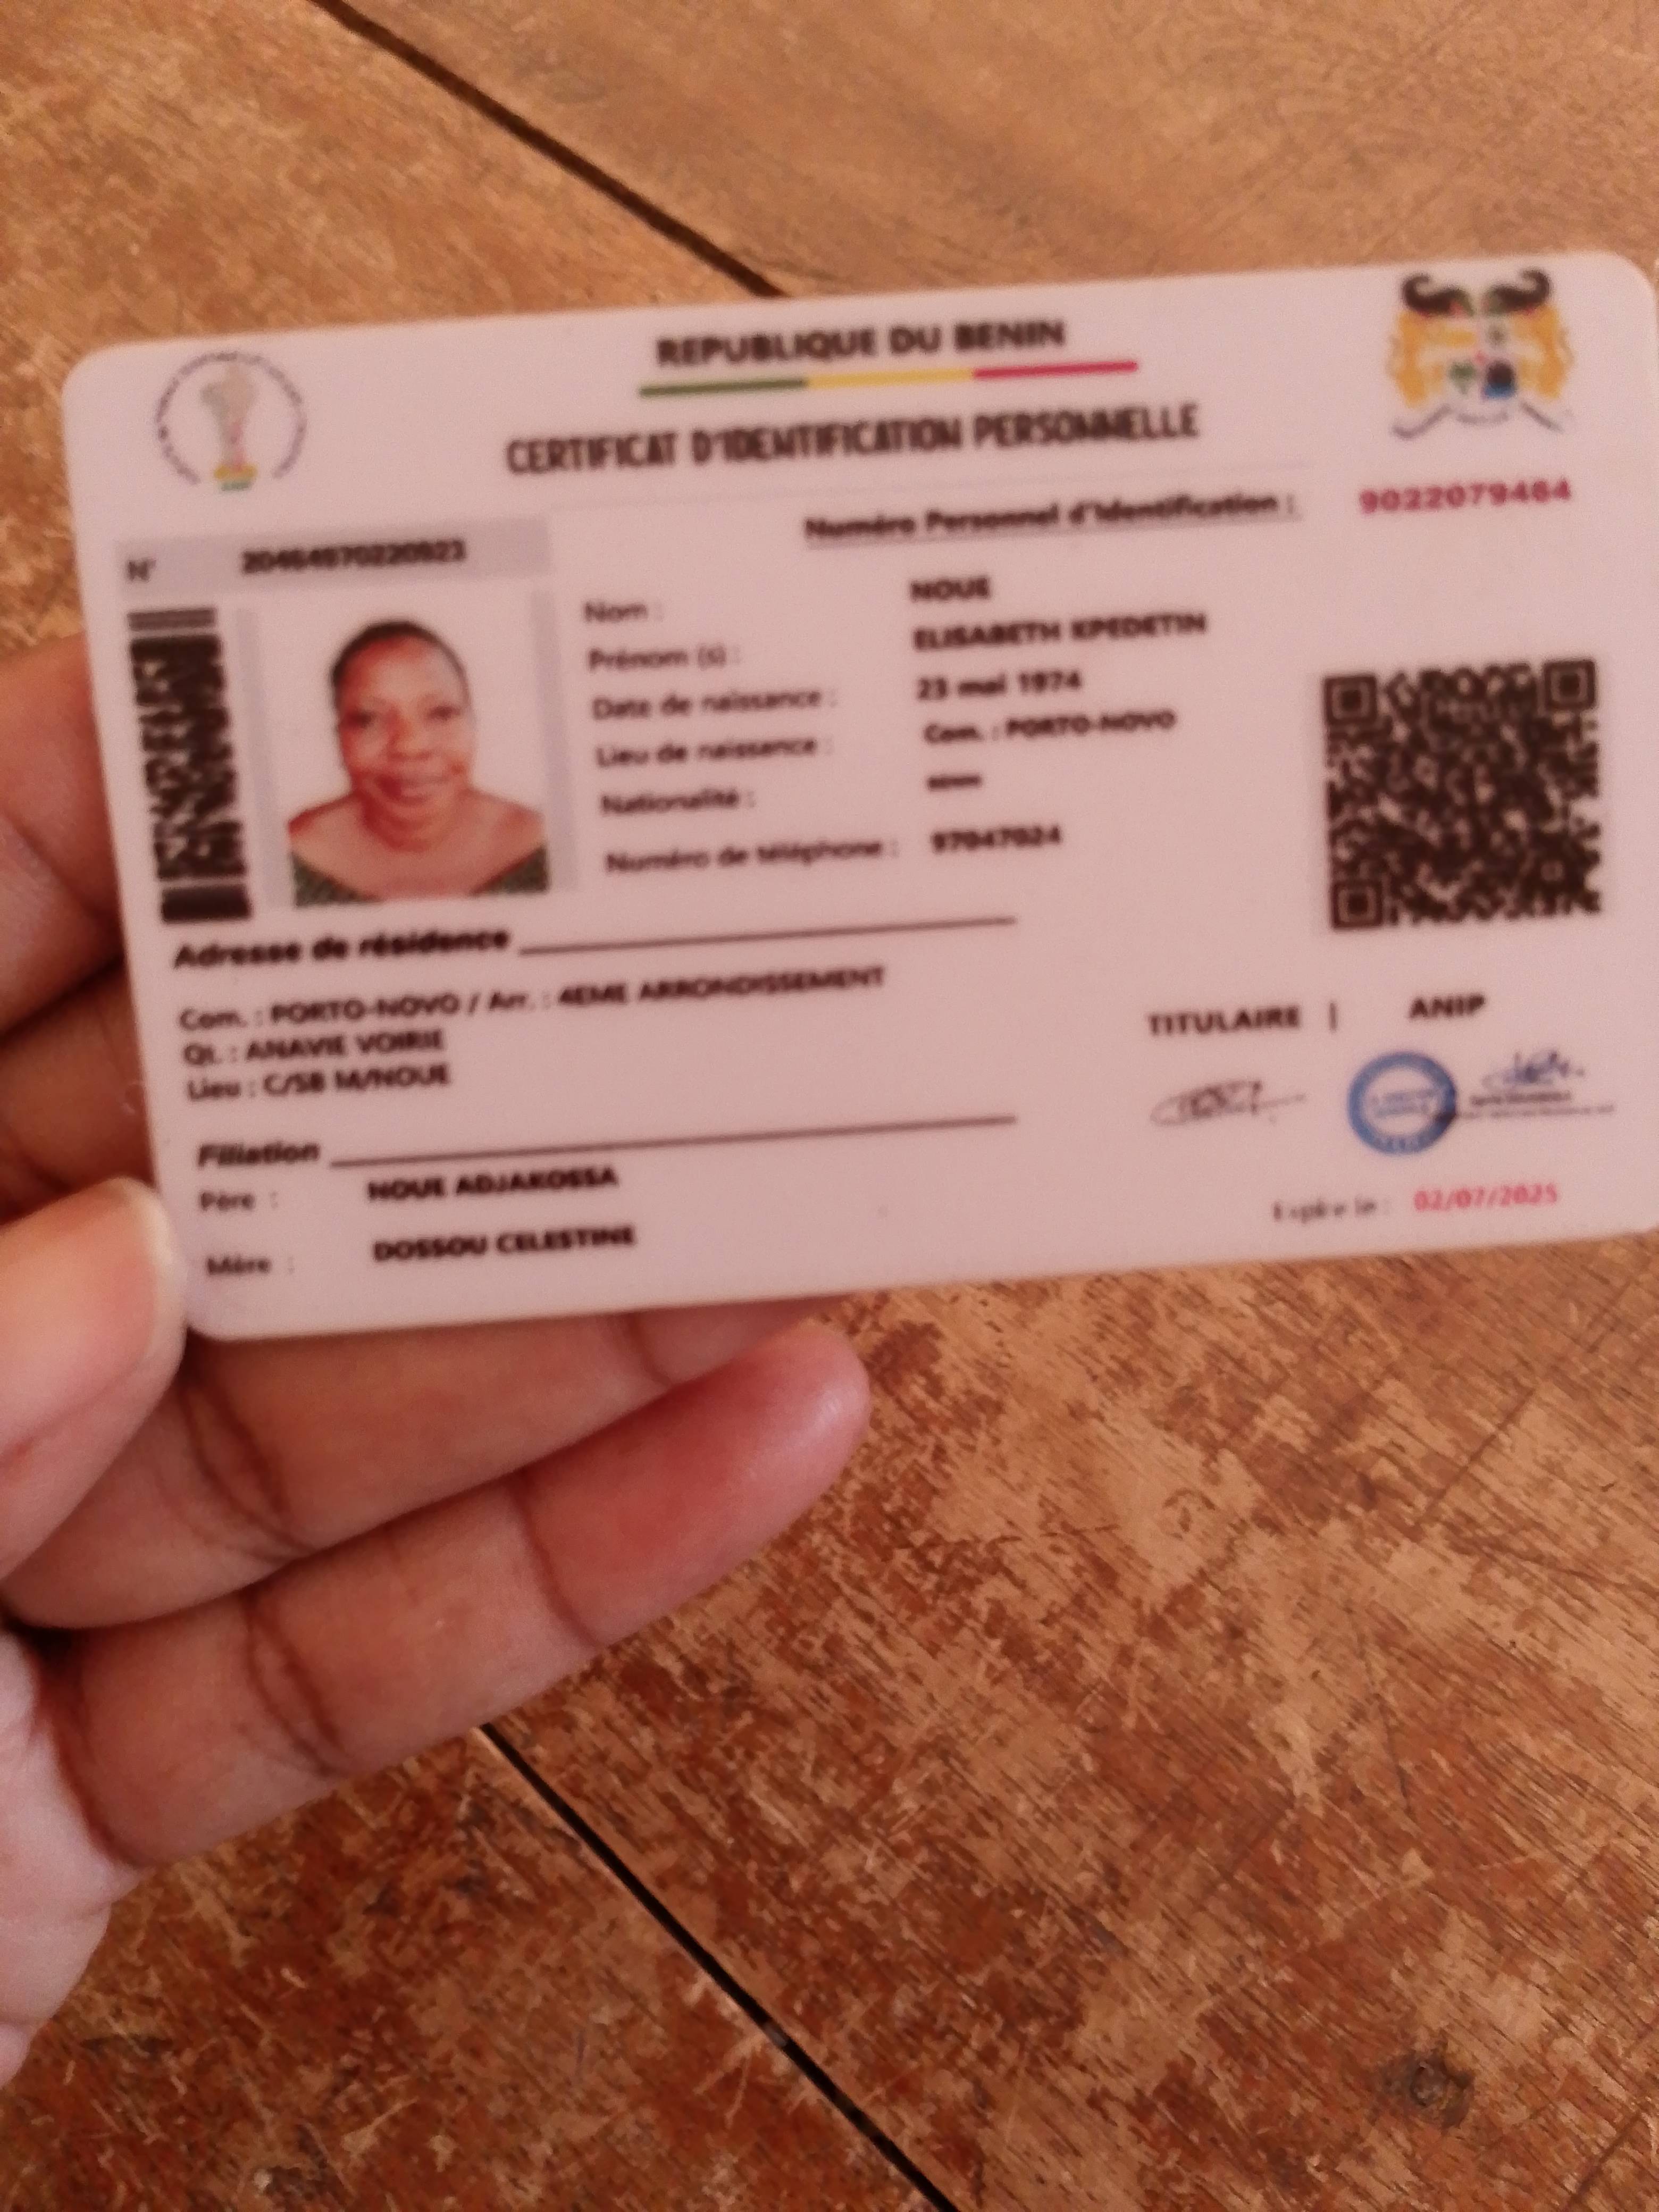 REPUBLIQUE DU BENIN
CERTIFICAT D'IDENTIFICATION PERSONNELLE
Numéro Personnel d'Identification : 9022079484
N°
Nom : NOUE
Prénom (s) : ELISABETH KPEDETIN
Date de naissance : 23 mai 1974
Lieu de naissance : Com. : PORTO-NOVO
Nationalité :
Numéro de téléphone : 97047024
Adresse de résidence
Com. : PORTO-NOVO / Arr. : 4EME ARRONDISSEMENT
Qt. : ANAVIE VOIRIE
Lieu : C/SB M/NOUE
TITULAIRE | ANIP
Filiation
Père : NOUE ADJAKOSSA
Mère : DOSSOU CELESTINE
Expire le : 02/07/2025